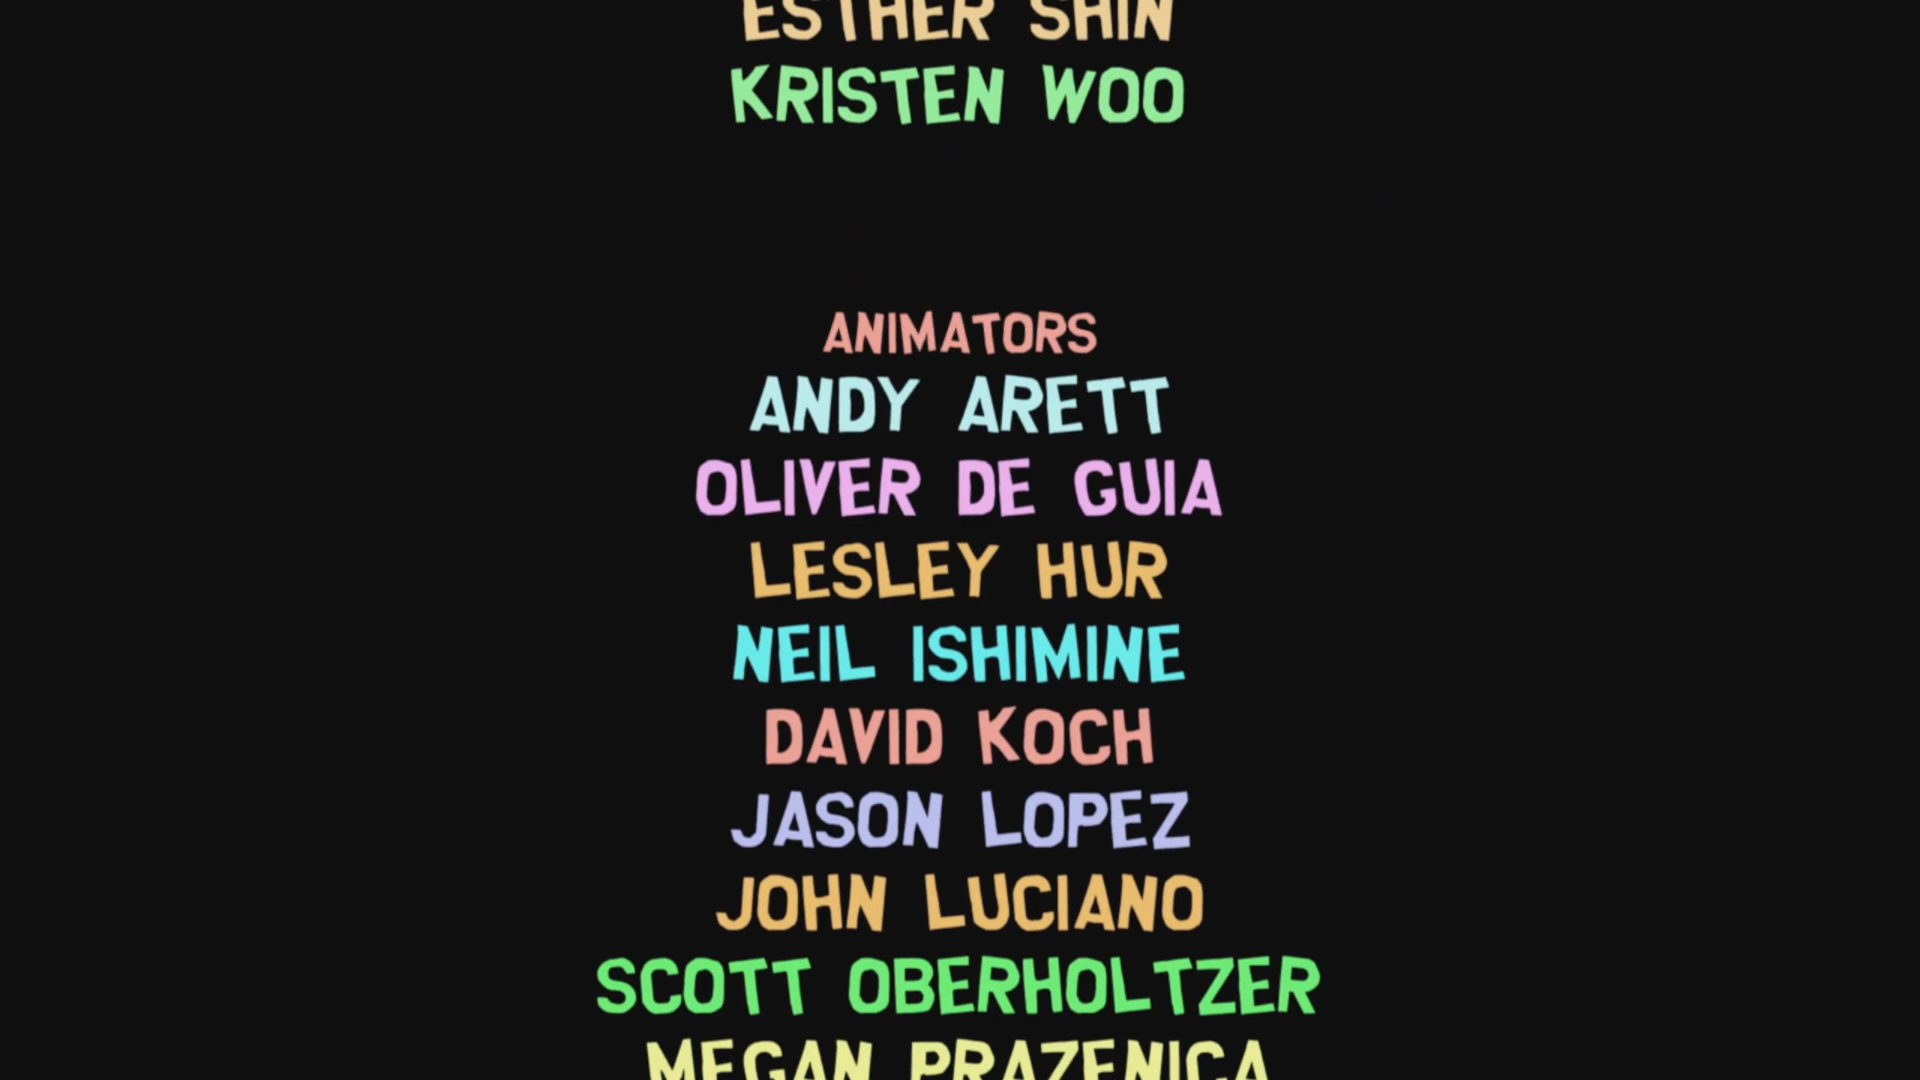 ESTHER SHIN
KRISTEN WOO
ANIMATORS
ANDY ARETT
OLIVER DE GUIA
LESLEY HUR
NEIL ISHIMINE
DAVID KOCH
JASON LOPEZ
JOHN LUCIANO
SCOTT OBERHOLTZER
MEGAN PRAZENICA